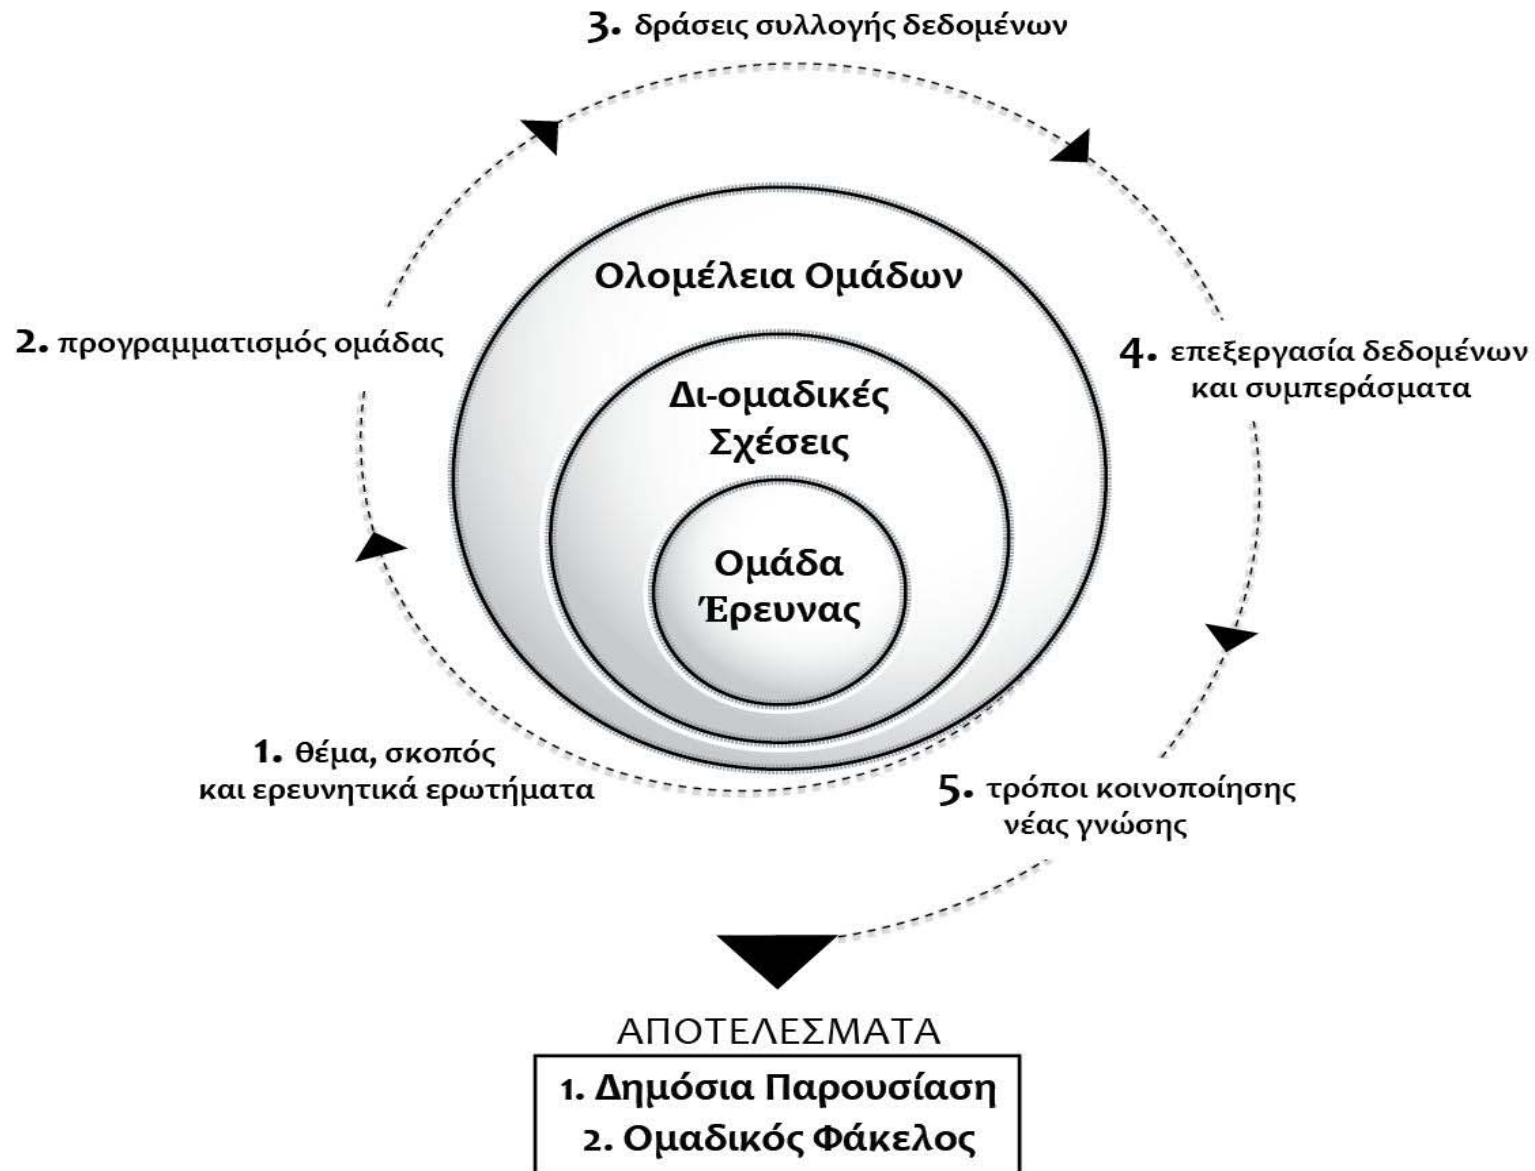 3. δράσεις συλλογής δεδομένων
Ολομέλεια Ομάδων
2. προγραμματισμός ομάδας
4. επεξεργασία δεδομένων
και συμπεράσματα
Δι-ομαδικές
Σχέσεις
Ομάδα
Έρευνας
1. θέμα, σκοπός
και ερευνητικά ερωτήματα
5. τρόποι κοινοποίησης
νέας γνώσης
ΑΠΟΤΕΛΕΣΜΑΤΑ
1. Δημόσια Παρουσίαση
2. Ομαδικός Φάκελος